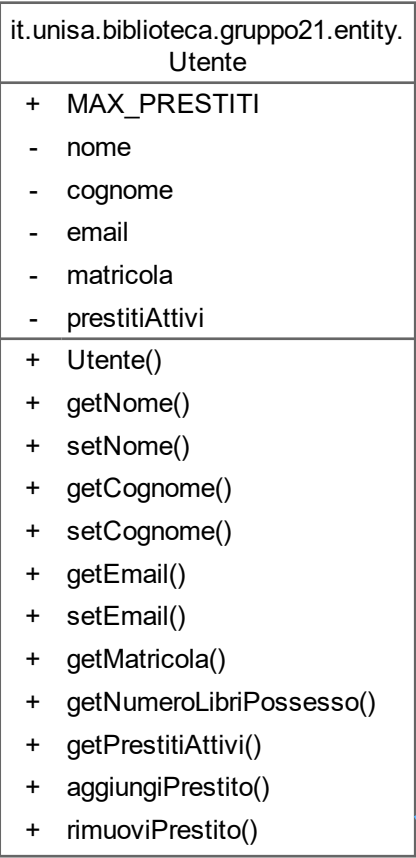 it.unisa.biblioteca.gruppo21.entity.
Utente
+ MAX_PRESTITI
- nome
- cognome
- email
- matricola
- prestitiAttivi
+ Utente()
+ getNome()
+ setNome()
+ getCognome()
+ setCognome()
+ getEmail()
+ setEmail()
+ getMatricola()
+ getNumeroLibriPossesso()
+ getPrestitiAttivi()
+ aggiungiPrestito()
+ rimuoviPrestito()